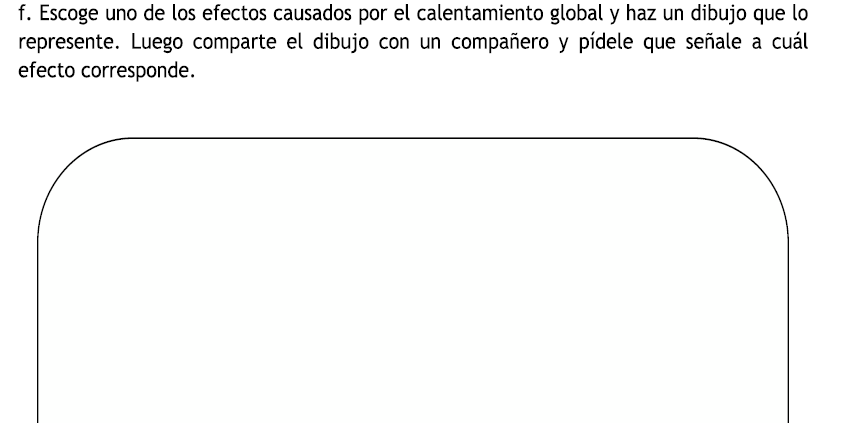 f. Escoge uno de los efectos causados por el calentamiento global y haz un dibujo que lo
represente. Luego comparte el dibujo con un compañero y pídele que señale a cuál
efecto corresponde.